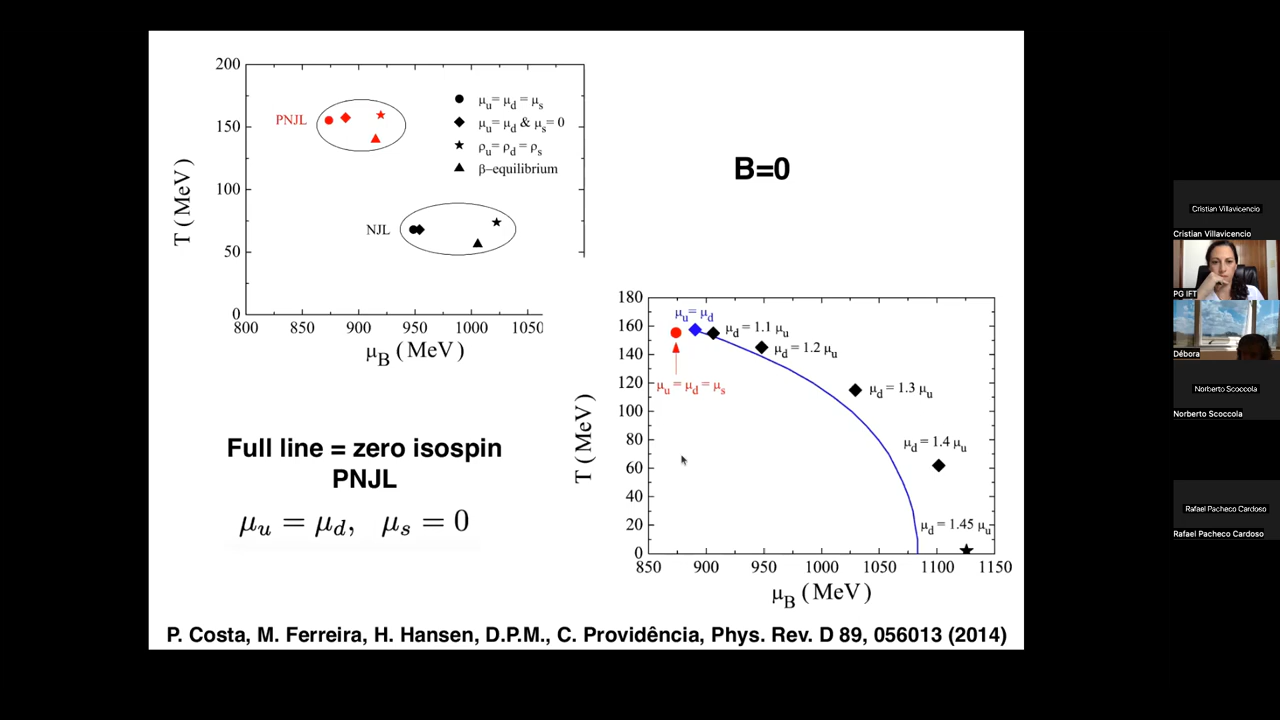 200
150
100
50
0
800
850
900
950
1000
1050
T ( MeV )
μB ( MeV )
PNJL
NJL
μu= μd = μs
μu= μd & μs=0
ρu= ρd = ρs
β−equilibrium
B=0
180
160
140
120
100
80
60
40
20
0
850
900
950
1000
1050
1100
1150
T ( MeV )
μB ( MeV )
μu= μd
μd = 1.1 μu
μd = 1.2 μu
μu = μd = μs
μd = 1.3 μu
μd = 1.4 μu
μd = 1.45 μu
Full line = zero isospin
PNJL
μu = μd, μs = 0
P. Costa, M. Ferreira, H. Hansen, D.P.M., C. Providência, Phys. Rev. D 89, 056013 (2014)
Cristian Villavicencio
Cristian Villavicencio
PG IFT
Débora
Norberto Scoccola
Norberto Scoccola
Rafael Pacheco Cardoso
Rafael Pacheco Cardoso